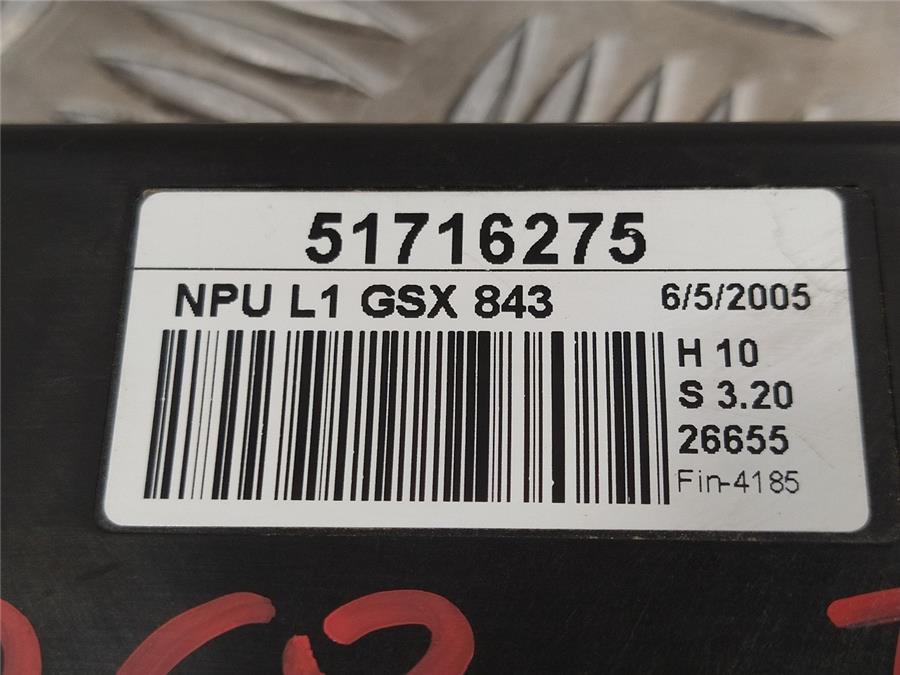 51716275
NPU L1 GSX 843 6/5/2005
H 10
S 3.20
26655
Fin-4185